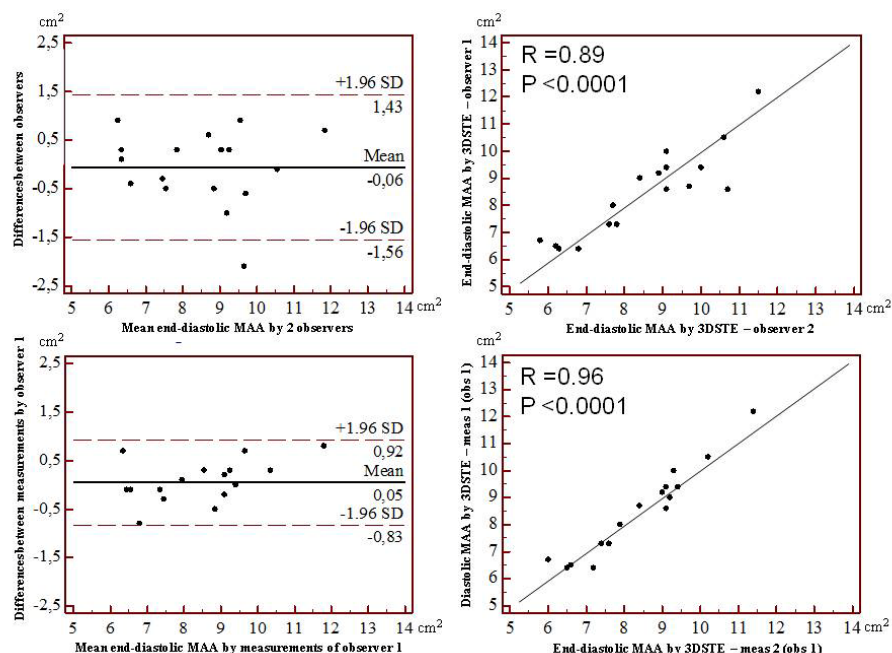 cm²
2,5
1,5
0,5
-0,5
-1,5
-2,5
Differencesbetween observers
+1.96 SD
1,43
Mean
-0,06
-1.96 SD
-1,56
5 6 7 8 9 10 11 12 13 14 cm²
Mean end-diastolic MAA by 2 observers
cm²
14
13
12
11
10
9
8
7
6
5
End-diastolic MAA by 3DSTE – observer 1
R =0.89
P <0.0001
5 6 7 8 9 10 11 12 13 14 cm²
End-diastolic MAA by 3DSTE – observer 2
cm²
2,5
1,5
0,5
-0,5
-1,5
-2,5
Differencesbetween measurements by observer 1
+1.96 SD
0,92
Mean
0,05
-1.96 SD
-0,83
5 6 7 8 9 10 11 12 13 14 cm²
Mean end-diastolic MAA by measurements of observer 1
cm²
14
13
12
11
10
9
8
7
6
5
Diastolic MAA by 3DSTE – meas 1 (obs 1)
R =0.96
P <0.0001
5 6 7 8 9 10 11 12 13 14 cm²
End-diastolic MAA by 3DSTE – meas 2 (obs 1)